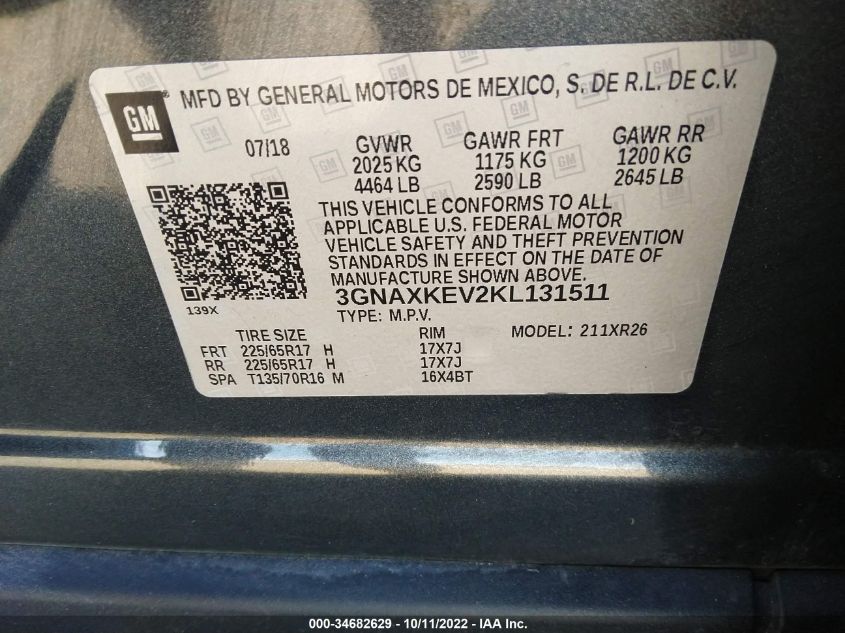 GM
®
MFD BY GENERAL MOTORS DE MEXICO, S. DE R.L. DE C.V.
07/18 GVWR GAWR FRT GAWR RR
2025 KG 1175 KG 1200 KG
4464 LB 2590 LB 2645 LB
THIS VEHICLE CONFORMS TO ALL
APPLICABLE U.S. FEDERAL MOTOR
VEHICLE SAFETY AND THEFT PREVENTION
STANDARDS IN EFFECT ON THE DATE OF
MANUFACTURE SHOWN ABOVE.
139X
3GNAXKEV2KL131511
TYPE: M.P.V.
TIRE SIZE RIM MODEL: 211XR26
FRT 225/65R17 H 17X7J
RR 225/65R17 H 17X7J
SPA T135/70R16 M 16X4BT
000-34682629 - 10/11/2022 - IAA Inc.